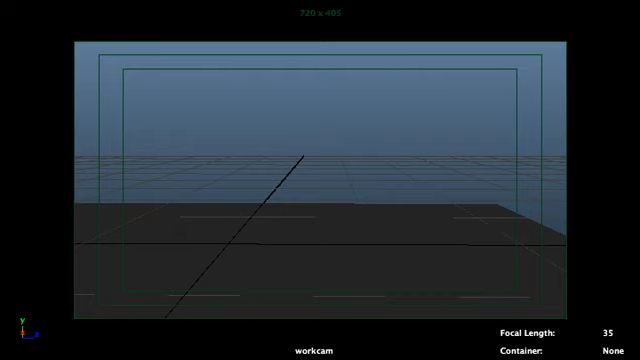 720 x 405
y
z
Focal Length: 35
workcam
Container: None